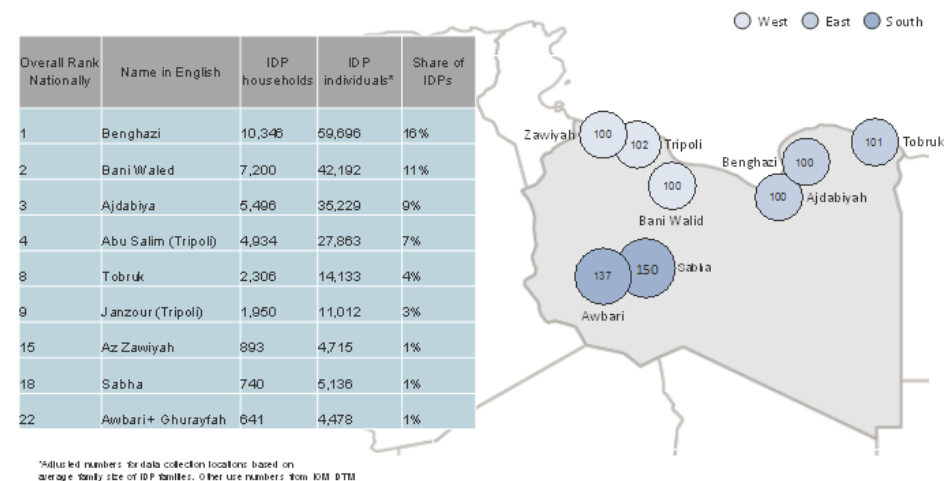 West East South
Overall Rank Nationally Name in English IDP households IDP individuals* Share of IDPs
1 Benghazi 10,346 59,696 16%
2 Bani Waled 7,200 42,192 11%
3 Ajdabiya 5,496 35,229 9%
4 Abu Salim (Tripoli) 4,934 27,863 7%
8 Tobruk 2,306 14,133 4%
9 Janzour (Tripoli) 1,950 11,012 3%
15 Az Zawiyah 893 4,715 1%
18 Sabha 740 5,136 1%
22 Awbari+ Ghurayfah 641 4,478 1%
*Adjusted numbers for data collection locations based on
average family size of IDP families. Other use numbers from IOM DTM
Zawiyah 100
102 Tripoli
100
Bani Walid
Benghazi 100
101 Tobruk
100 Ajdabiyah
137
Awbari
150 Sabha